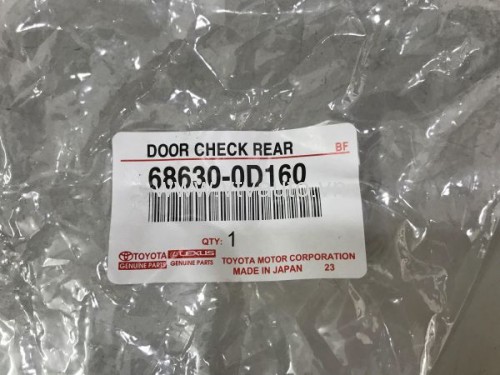 DOOR CHECK REAR BF
68630-0D160
QTY: 1
TOYOTA LEXUS TOYOTA MOTOR CORPORATION
GENUINE PARTS GENUINE PARTS MADE IN JAPAN 23